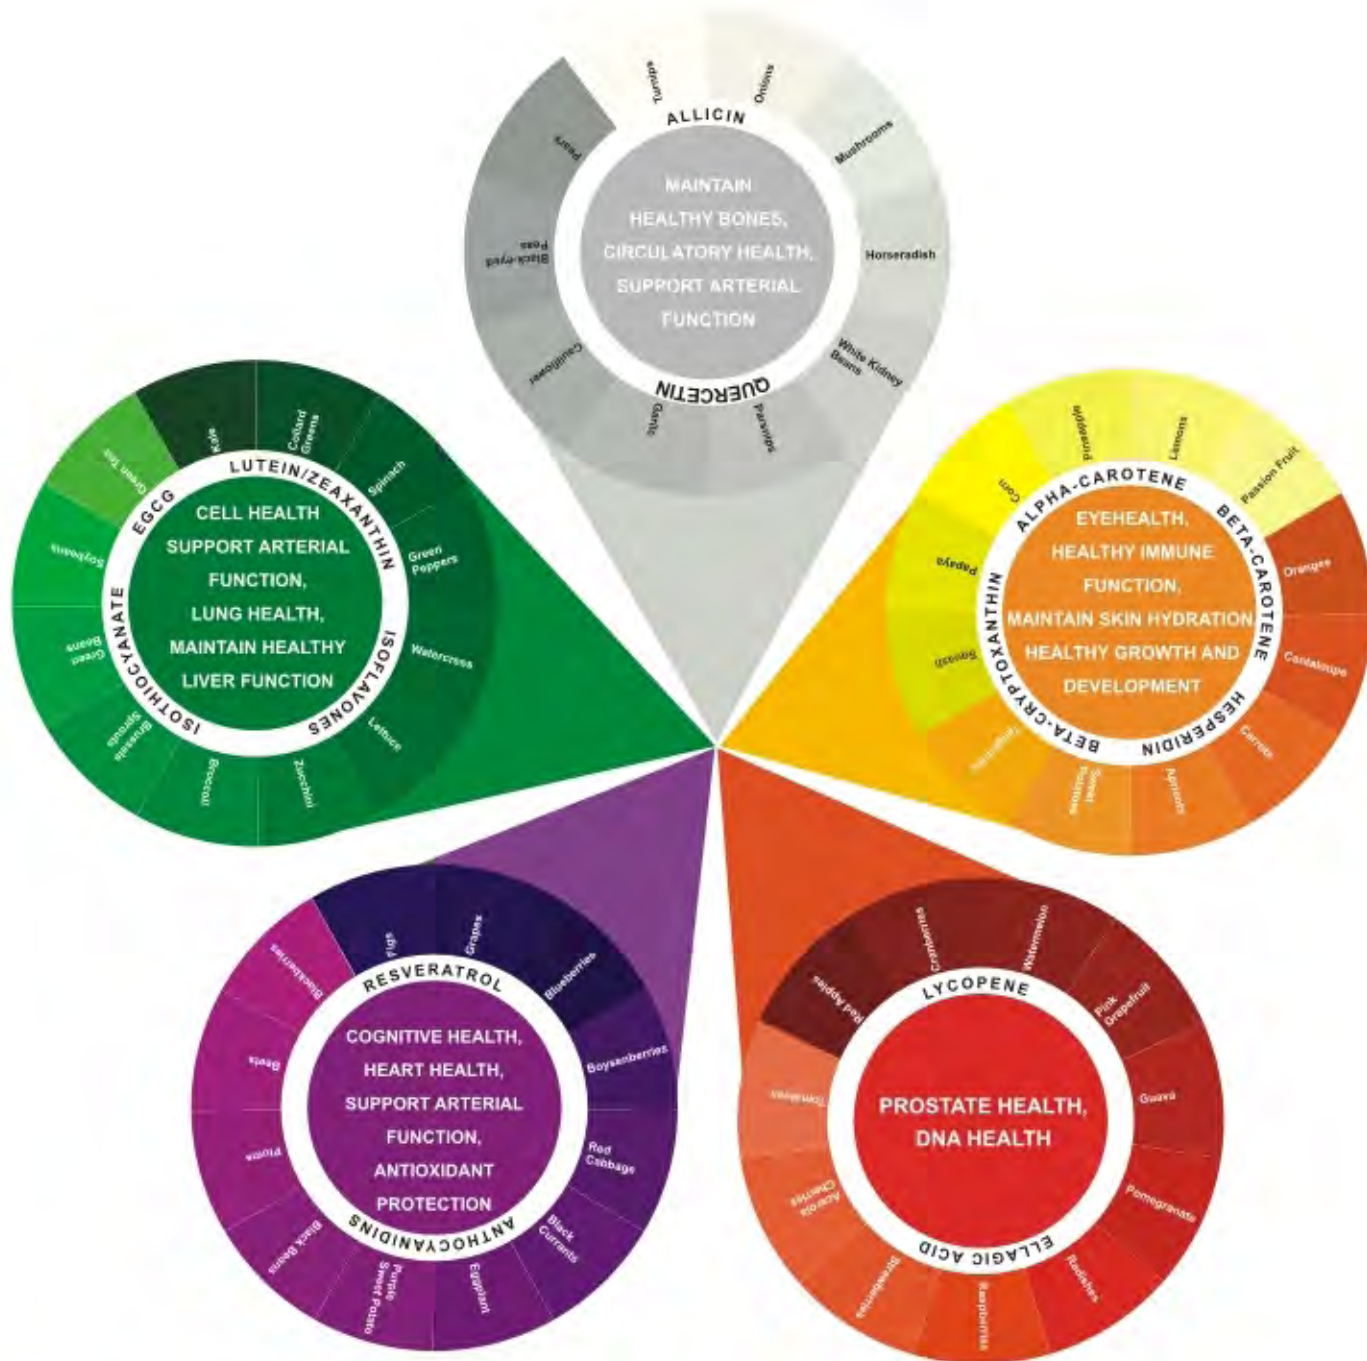 Turnips
Onions
Mushrooms
Horseradish
White Kidney
Beans
Parsnips
Garlic
Cauliflower
Black-eyed
Peas
Pears
ALLICIN
QUERCETIN
MAINTAIN
HEALTHY BONES,
CIRCULATORY HEALTH,
SUPPORT ARTERIAL
FUNCTION
Kale
Collard
Greens
Spinach
Green
Peppers
Watercress
Lettuce
Zucchini
Broccoli
Brussels
Sprouts
Green
Beans
Soybeans
Green Tea
EGCG
LUTEIN/ZEAXANTHIN
ISOFLAVONES
ISOTHIOCYANATE
CELL HEALTH
SUPPORT ARTERIAL
FUNCTION,
LUNG HEALTH,
MAINTAIN HEALTHY
LIVER FUNCTION
Corn
Pineapple
Lemons
Passion Fruit
Oranges
Cantaloupe
Carrots
Apricots
Sweet
Potatoes
Tangerines
Squash
Papaya
ALPHA-CAROTENE
BETA-CAROTENE
HESPERIDIN
BETA-CRYPTOXANTHIN
EYEHEALTH,
HEALTHY IMMUNE
FUNCTION,
MAINTAIN SKIN HYDRATION
HEALTHY GROWTH AND
DEVELOPMENT
Figs
Grapes
Blueberries
Boysenberries
Red
Cabbage
Black
Currants
Eggplant
Purple
Sweet Potato
Black Beans
Plums
Beets
Blackberries
RESVERATROL
ANTHOCYANIDINS
COGNITIVE HEALTH,
HEART HEALTH,
SUPPORT ARTERIAL
FUNCTION,
ANTIOXIDANT
PROTECTION
Red Apples
Cranberries
Watermelon
Pink
Grapefruit
Guava
Pomegranate
Radishes
Raspberries
Strawberries
Acerola
Cherries
Tomatoes
LYCOPENE
ELLAGIC ACID
PROSTATE HEALTH,
DNA HEALTH